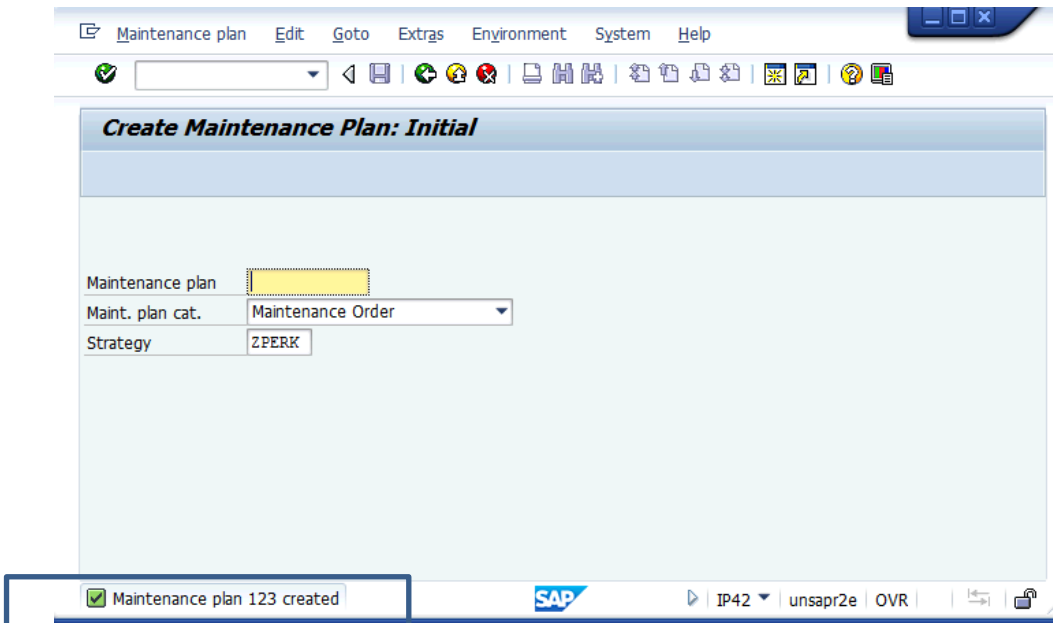 Maintenance plan Edit Goto Extras Environment System Help
Create Maintenance Plan: Initial
Maintenance plan
Maint. plan cat. Maintenance Order
Strategy ZPERK
Maintenance plan 123 created SAP IP42 unsapr2e OVR